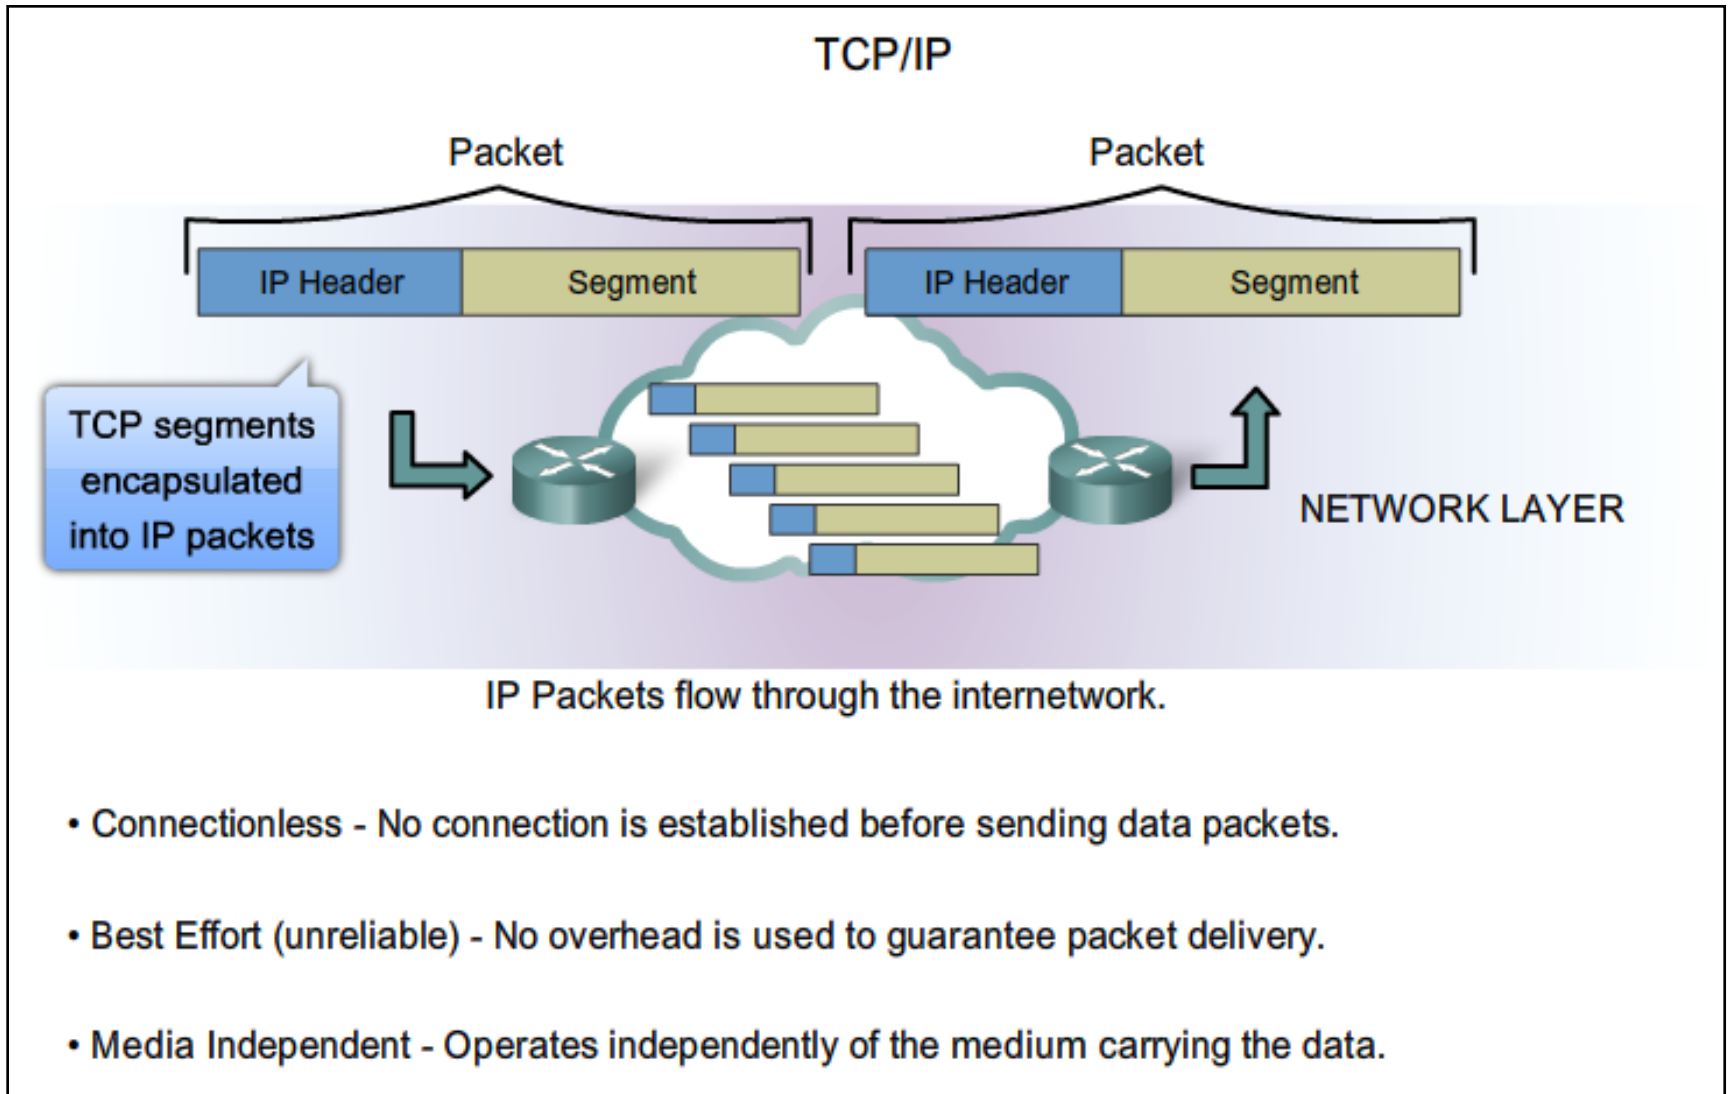 TCP/IP
Packet
Packet
IP Header
Segment
IP Header
Segment
TCP segments
encapsulated
into IP packets
NETWORK LAYER
IP Packets flow through the internetwork.
• Connectionless - No connection is established before sending data packets.
• Best Effort (unreliable) - No overhead is used to guarantee packet delivery.
• Media Independent - Operates independently of the medium carrying the data.